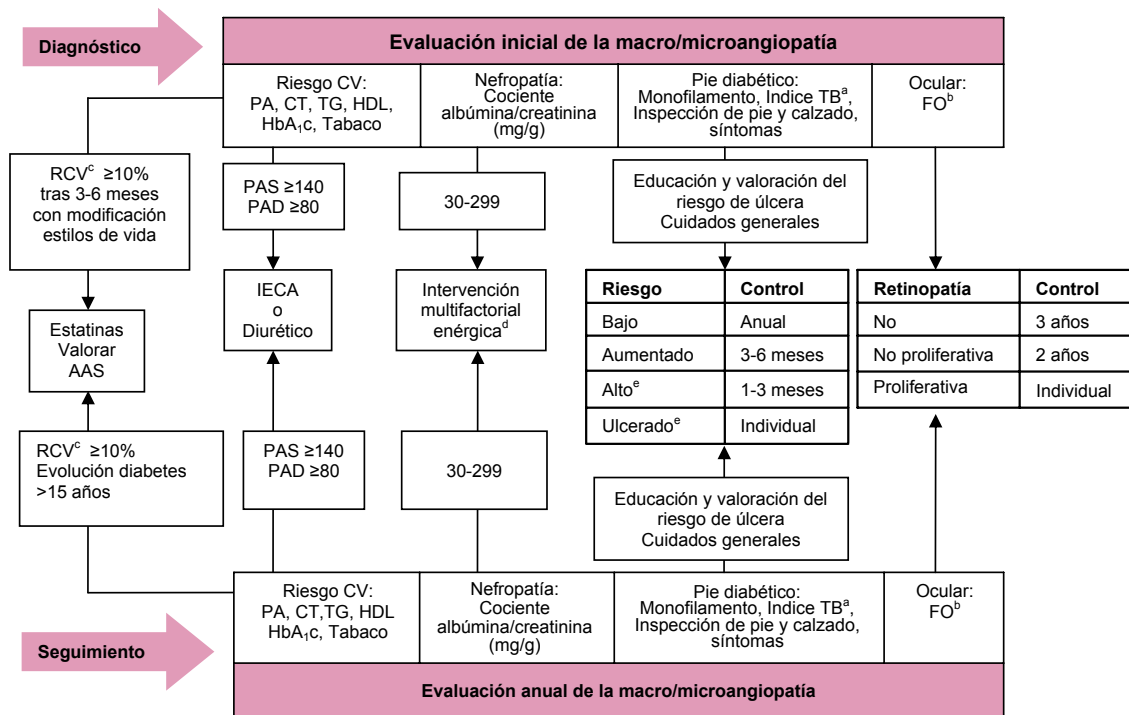 Diagnóstico
Evaluación inicial de la macro/microangiopatía
Riesgo CV:
PA, CT, TG, HDL,
HbA₁c, Tabaco
Nefropatía:
Cociente
albúmina/creatinina
(mg/g)
Pie diabético:
Monofilamento, Indice TBᵃ,
Inspección de pie y calzado,
síntomas
Ocular:
FOᵇ
RCVᶜ ≥10%
tras 3-6 meses
con modificación
estilos de vida
PAS ≥140
PAD ≥80
30-299
Educación y valoración del
riesgo de úlcera
Cuidados generales
Estatinas
Valorar
AAS
IECA
o
Diurético
Intervención
multifactorial
enérgicaᵈ
Riesgo Control
Bajo Anual
Aumentado 3-6 meses
Altoᵉ 1-3 meses
Ulceradoᵉ Individual
Retinopatía Control
No 3 años
No proliferativa 2 años
Proliferativa Individual
RCVᶜ ≥10%
Evolución diabetes
>15 años
PAS ≥140
PAD ≥80
30-299
Educación y valoración del
riesgo de úlcera
Cuidados generales
Seguimiento
Riesgo CV:
PA, CT,TG, HDL
HbA₁c, Tabaco
Nefropatía:
Cociente
albúmina/creatinina
(mg/g)
Pie diabético:
Monofilamento, Indice TBᵃ,
Inspección de pie y calzado,
síntomas
Ocular:
FOᵇ
Evaluación anual de la macro/microangiopatía